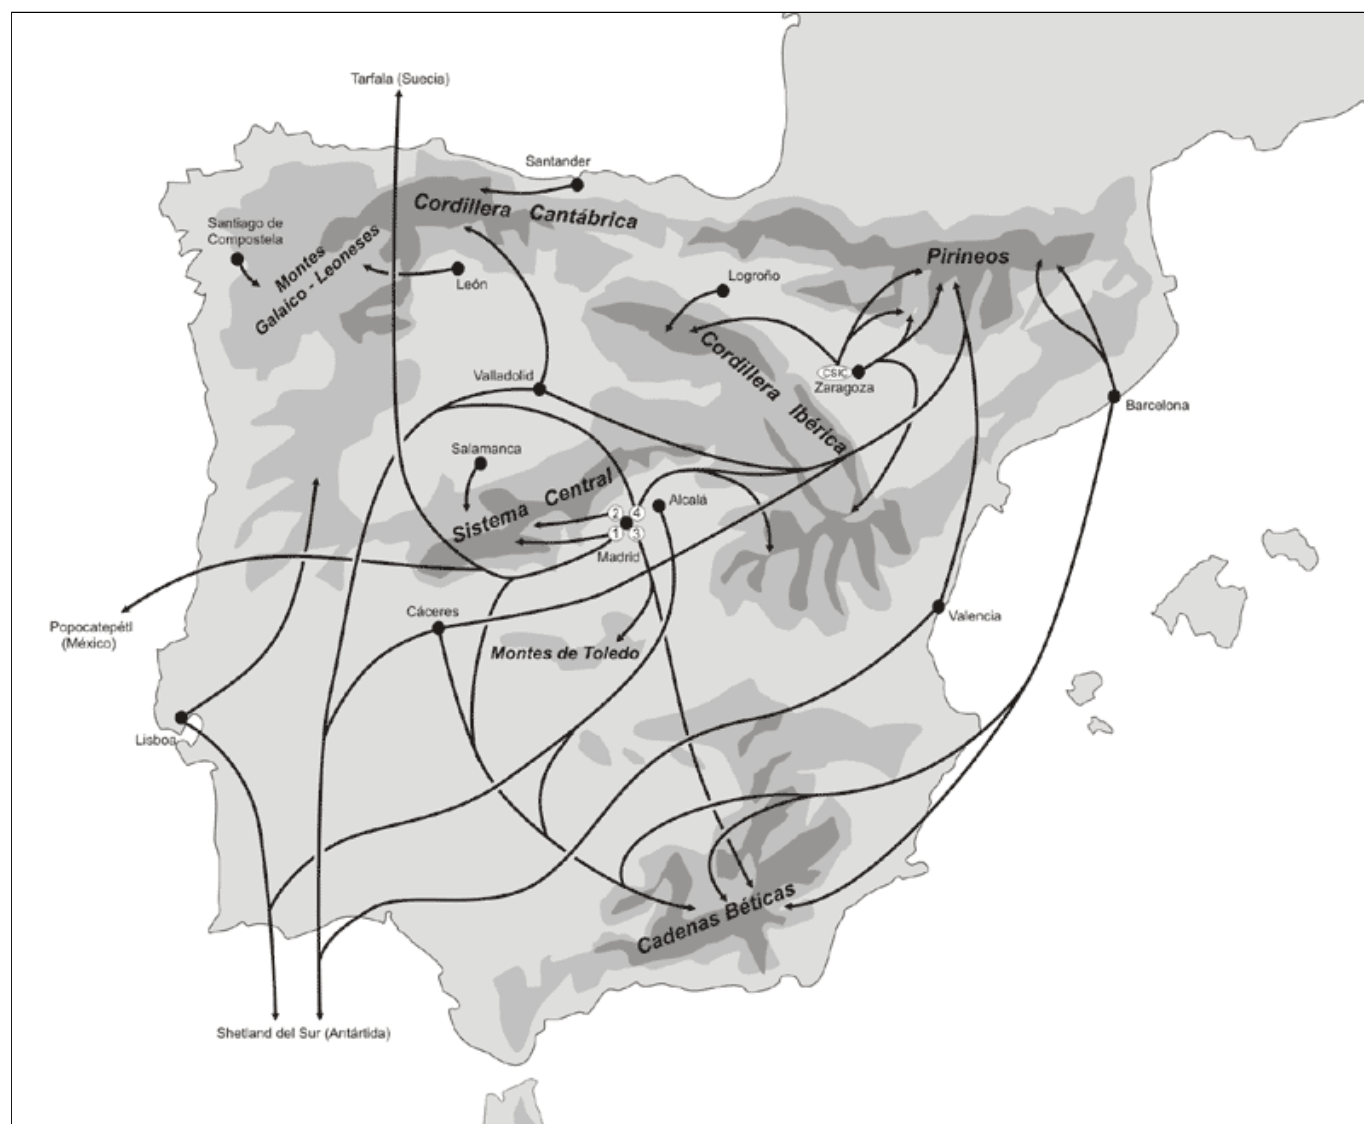 Tarfala (Suecia)
Santander
Cordillera Cantábrica
Santiago de
Compostela
Montes
Galaico - Leoneses
León
Pirineos
Logroño
Cordillera Ibérica
CSIC
Zaragoza
Valladolid
Barcelona
Salamanca
Sistema Central
Alcalá
2 4
1 3
Madrid
Popocatepétl
(México)
Cáceres
Valencia
Montes de Toledo
Lisboa
Cadenas Béticas
Shetland del Sur (Antártida)